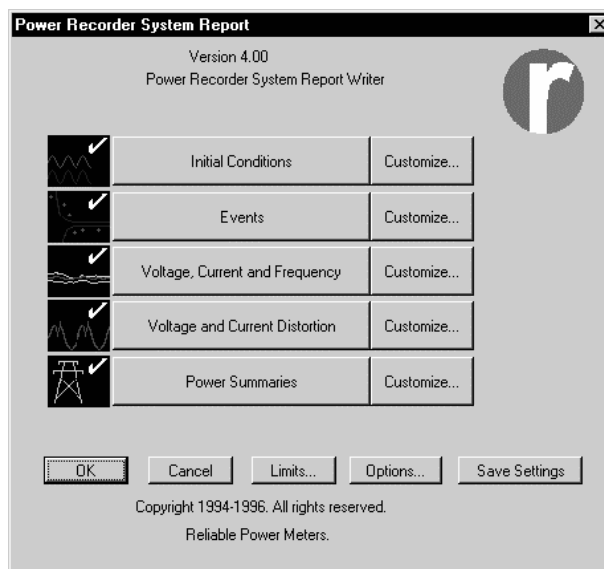 Power Recorder System Report
Version 4.00
Power Recorder System Report Writer
r
Initial Conditions Customize...
Events Customize...
Voltage, Current and Frequency Customize...
Voltage and Current Distortion Customize...
Power Summaries Customize...
OK Cancel Limits... Options... Save Settings
Copyright 1994-1996. All rights reserved.
Reliable Power Meters.